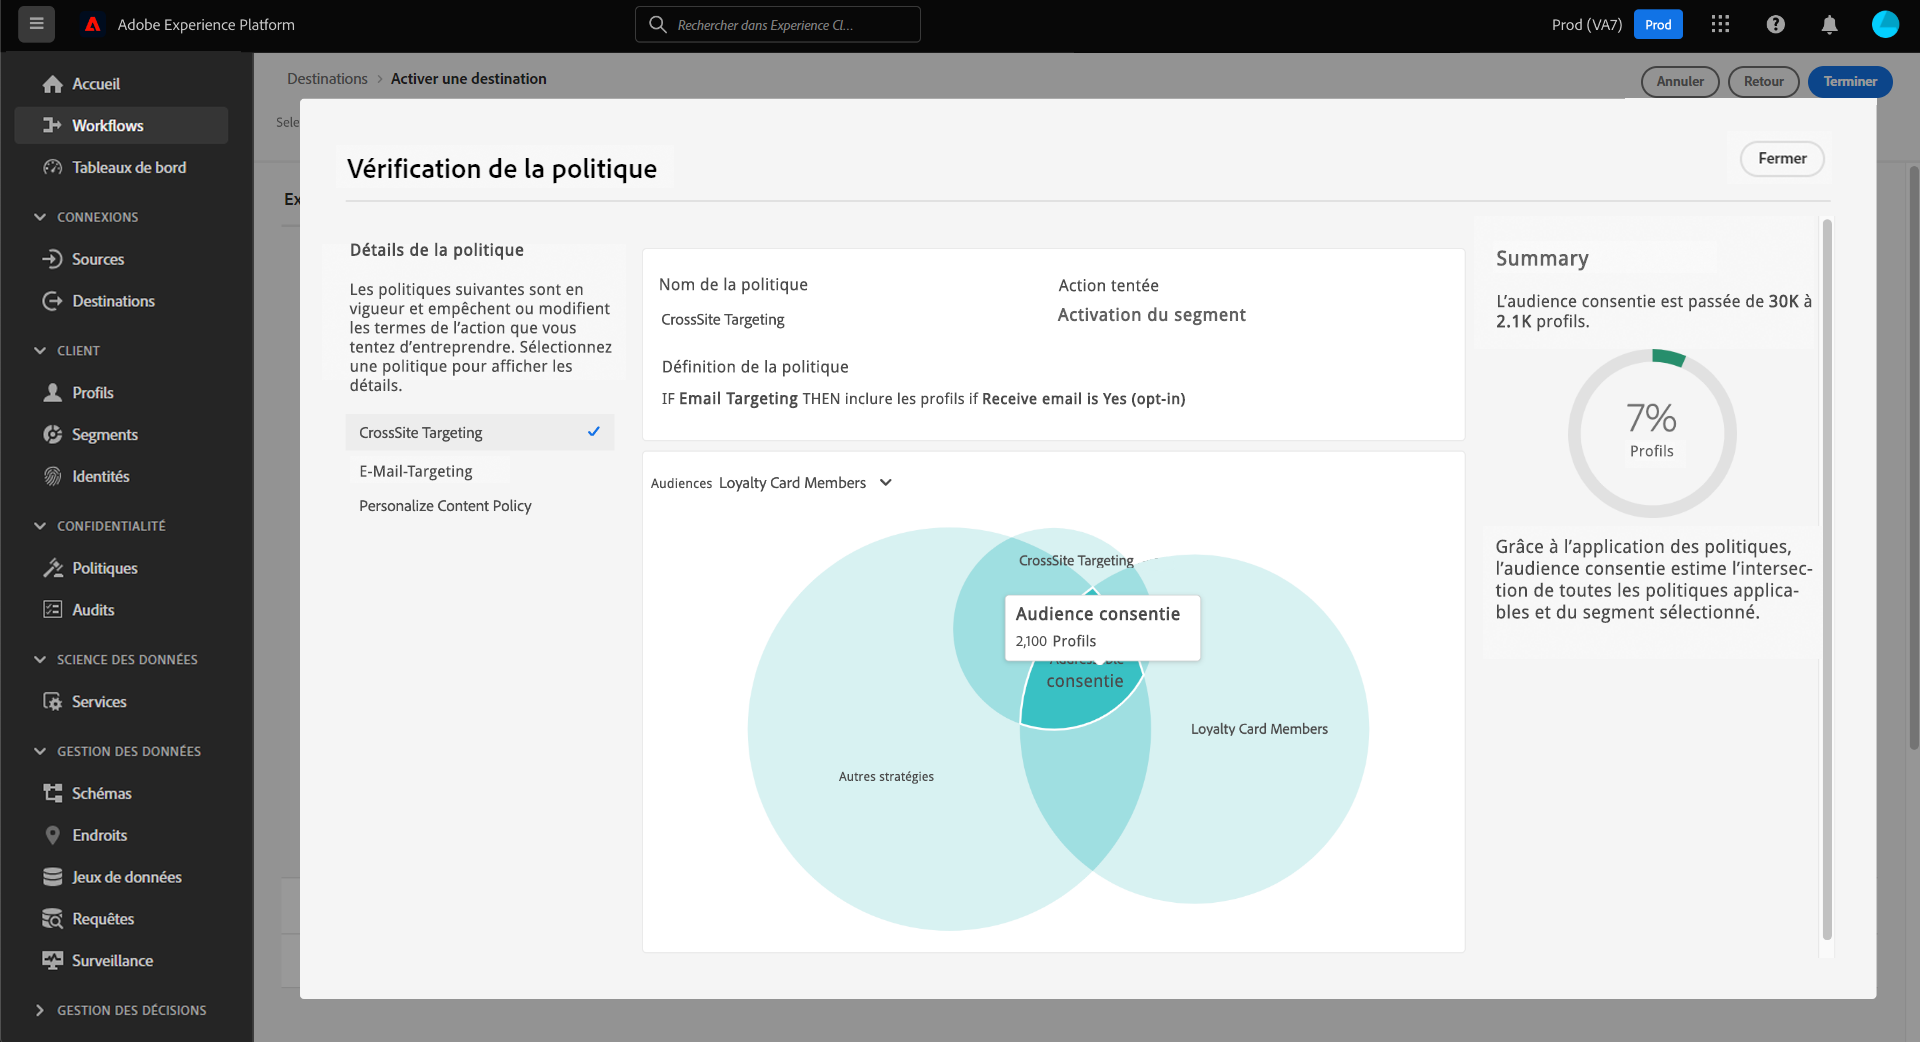 Adobe Experience Platform
Rechercher dans Experience Cl...
Prod (VA7)
Prod
Accueil
Workflows
Tableaux de bord
CONNEXIONS
Sources
Destinations
CLIENT
Profils
Segments
Identités
CONFIDENTIALITÉ
Politiques
Audits
SCIENCE DES DONNÉES
Services
GESTION DES DONNÉES
Schémas
Endroits
Jeux de données
Requêtes
Surveillance
GESTION DES DÉCISIONS
Destinations > Activer une destination
Annuler
Retour
Terminer
Sele
Ex
Vérification de la politique
Fermer
Détails de la politique
Les politiques suivantes sont en
vigueur et empêchent ou modifient
les termes de l’action que vous
tentez d’entreprendre. Sélectionnez
une politique pour afficher les
détails.
CrossSite Targeting
E-Mail-Targeting
Personalize Content Policy
Nom de la politique
CrossSite Targeting
Action tentée
Activation du segment
Définition de la politique
IF Email Targeting THEN inclure les profils if Receive email is Yes (opt-in)
Audiences Loyalty Card Members
CrossSite Targeting
Audience consentie
2,100 Profils
consentie
Loyalty Card Members
Autres stratégies
Summary
L’audience consentie est passée de 30K à
2.1K profils.
7%
Profils
Grâce à l’application des politiques,
l’audience consentie estime l’intersec-
tion de toutes les politiques applica-
bles et du segment sélectionné.